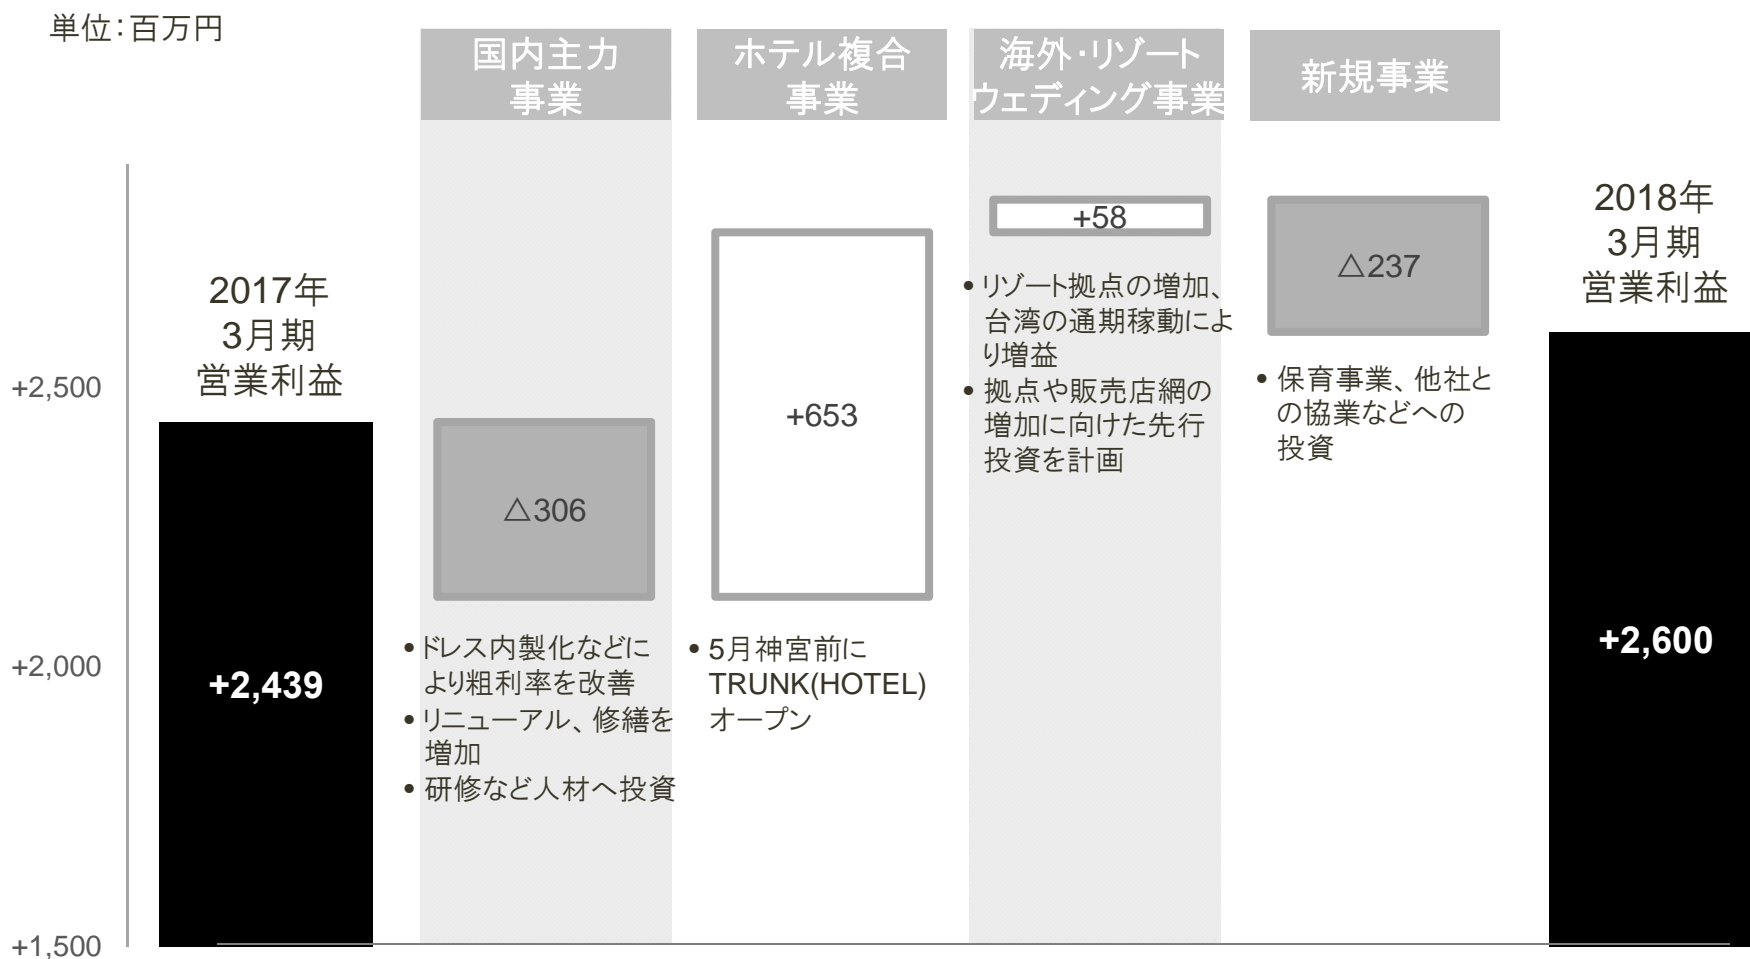 単位：百万円
国内主力
事業
ホテル複合
事業
海外・リゾート
ウェディング事業
新規事業
2017年
3月期
営業利益
2018年
3月期
営業利益
+2,500
+2,000
+1,500
+2,439
△306
+653
+58
△237
+2,600
• ドレス内製化などに
より粗利率を改善
• リニューアル、修繕を
増加
• 研修など人材へ投資
• 5月神宮前に
TRUNK(HOTEL)
オープン
• リゾート拠点の増加、
台湾の通期稼動によ
り増益
• 拠点や販売店網の
増加に向けた先行
投資を計画
• 保育事業、他社と
の協業などへの
投資